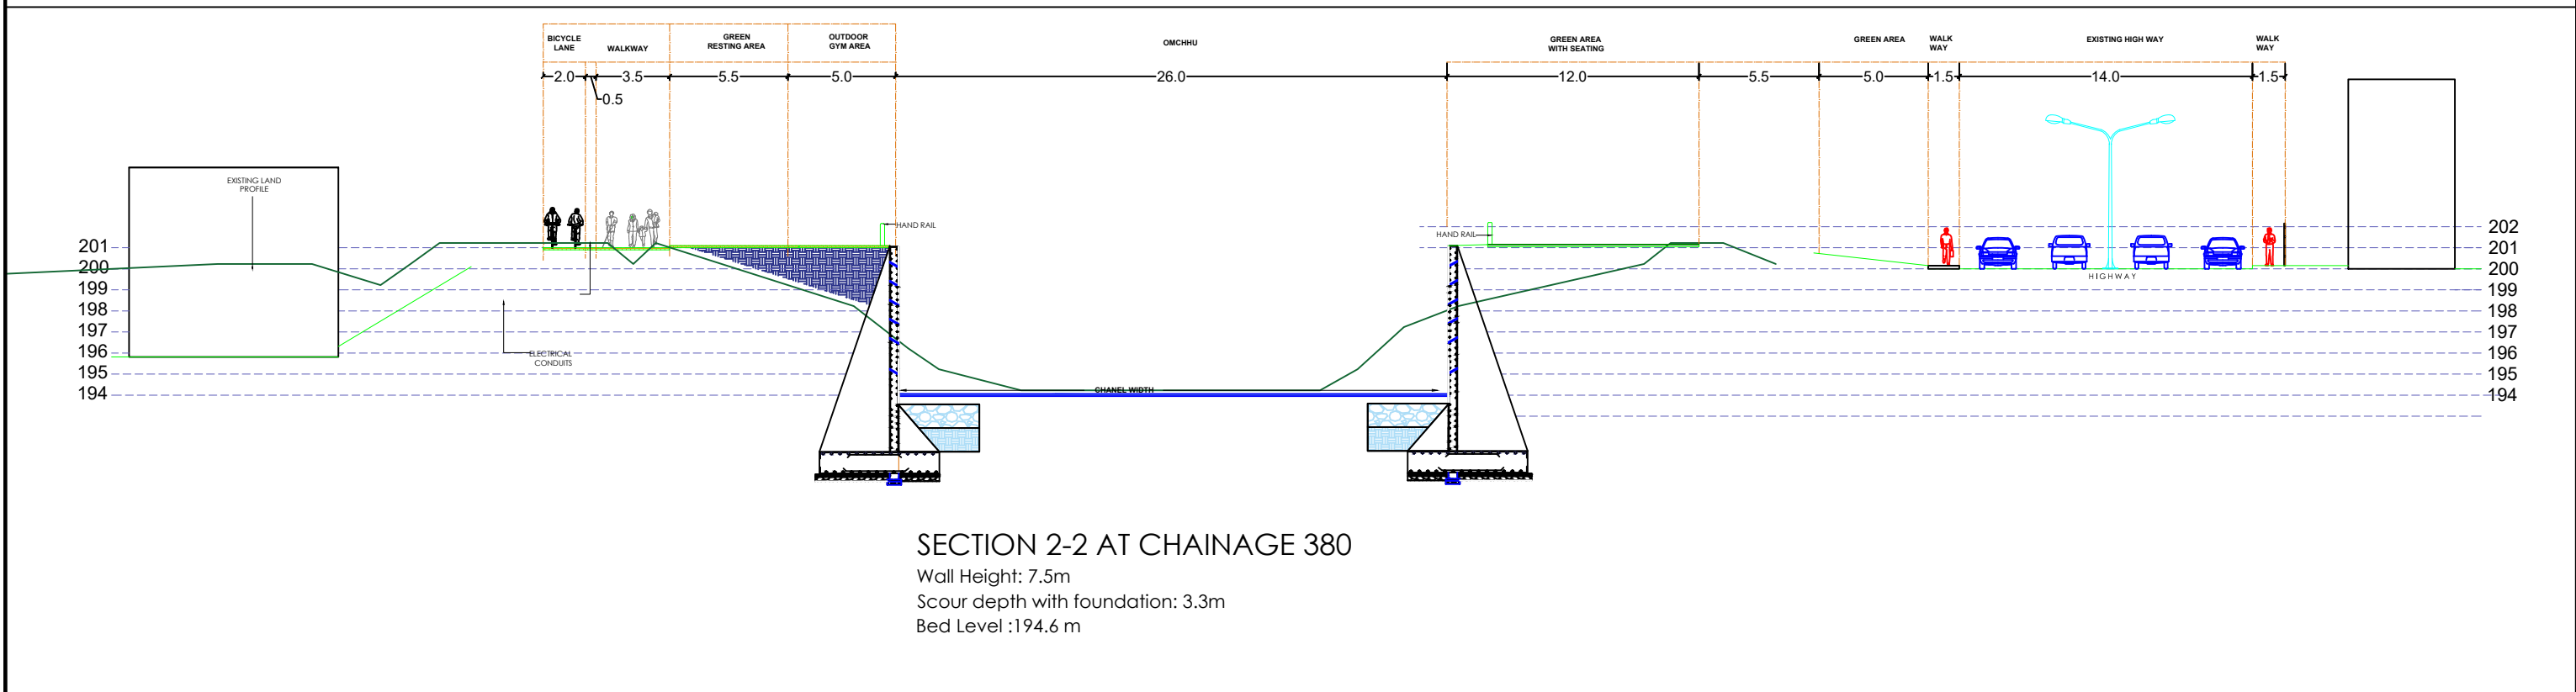 BICYCLE
LANE
WALKWAY
GREEN
RESTING AREA
OUTDOOR
GYM AREA
OMCHHU
GREEN AREA
WITH SEATING
GREEN AREA
WALK
WAY
EXISTING HIGH WAY
WALK
WAY
2.0
0.5
3.5
5.5
5.0
26.0
12.0
5.5
5.0
1.5
14.0
1.5
EXISTING LAND
PROFILE
HAND RAIL
HAND RAIL
HIGHWAY
ELECTRICAL
CONDUITS
CHANEL WIDTH
201
200
199
198
197
196
195
194
202
201
200
199
198
197
196
195
194
SECTION 2-2 AT CHAINAGE 380
Wall Height: 7.5m
Scour depth with foundation: 3.3m
Bed Level :194.6 m